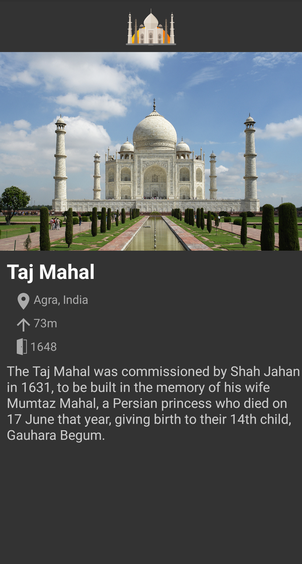 Taj Mahal
Agra, India
73m
1648
The Taj Mahal was commissioned by Shah Jahan
in 1631, to be built in the memory of his wife
Mumtaz Mahal, a Persian princess who died on
17 June that year, giving birth to their 14th child,
Gauhara Begum.